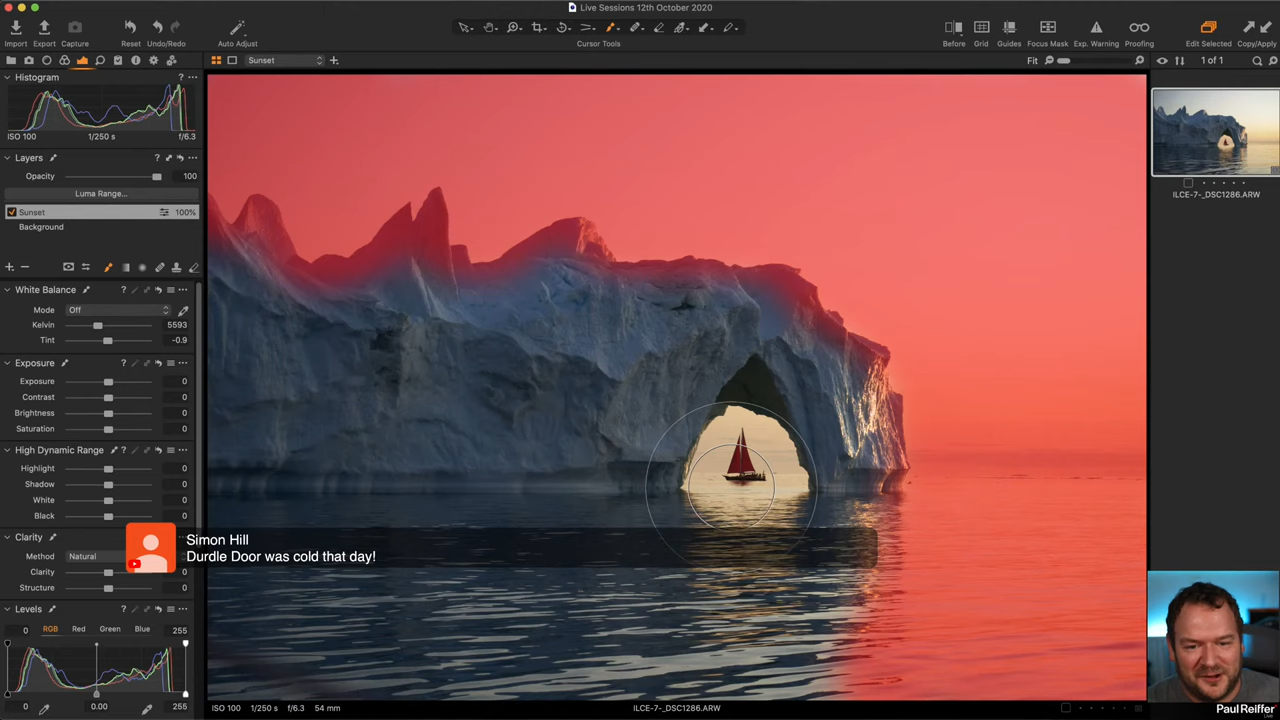 Live Sessions 12th October 2020
Import
Export
Capture
Reset
Undo/Redo
Auto Adjust
Cursor Tools
Before
Grid
Guides
Focus Mask
Exp. Warning
Proofing
Edit Selected
Copy/Apply
Sunset
Fit
1 of 1
Histogram
ISO 100
1/250 s
f/6.3
Layers
Opacity
100
Luma Range...
Sunset
100%
Background
White Balance
Mode
Off
Kelvin
5593
Tint
-0.9
Exposure
Exposure
0
Contrast
0
Brightness
0
Saturation
0
High Dynamic Range
Highlight
0
Shadow
0
White
0
Black
0
Clarity
Method
Natural
Clarity
0
Structure
0
Levels
0
RGB
Red
Green
Blue
255
0
0.00
255
Simon Hill
Durdle Door was cold that day!
ISO 100
1/250 s
f/6.3
54 mm
ILCE-7-_DSC1286.ARW
ILCE-7-_DSC1286.ARW
PaulReiffer
Live